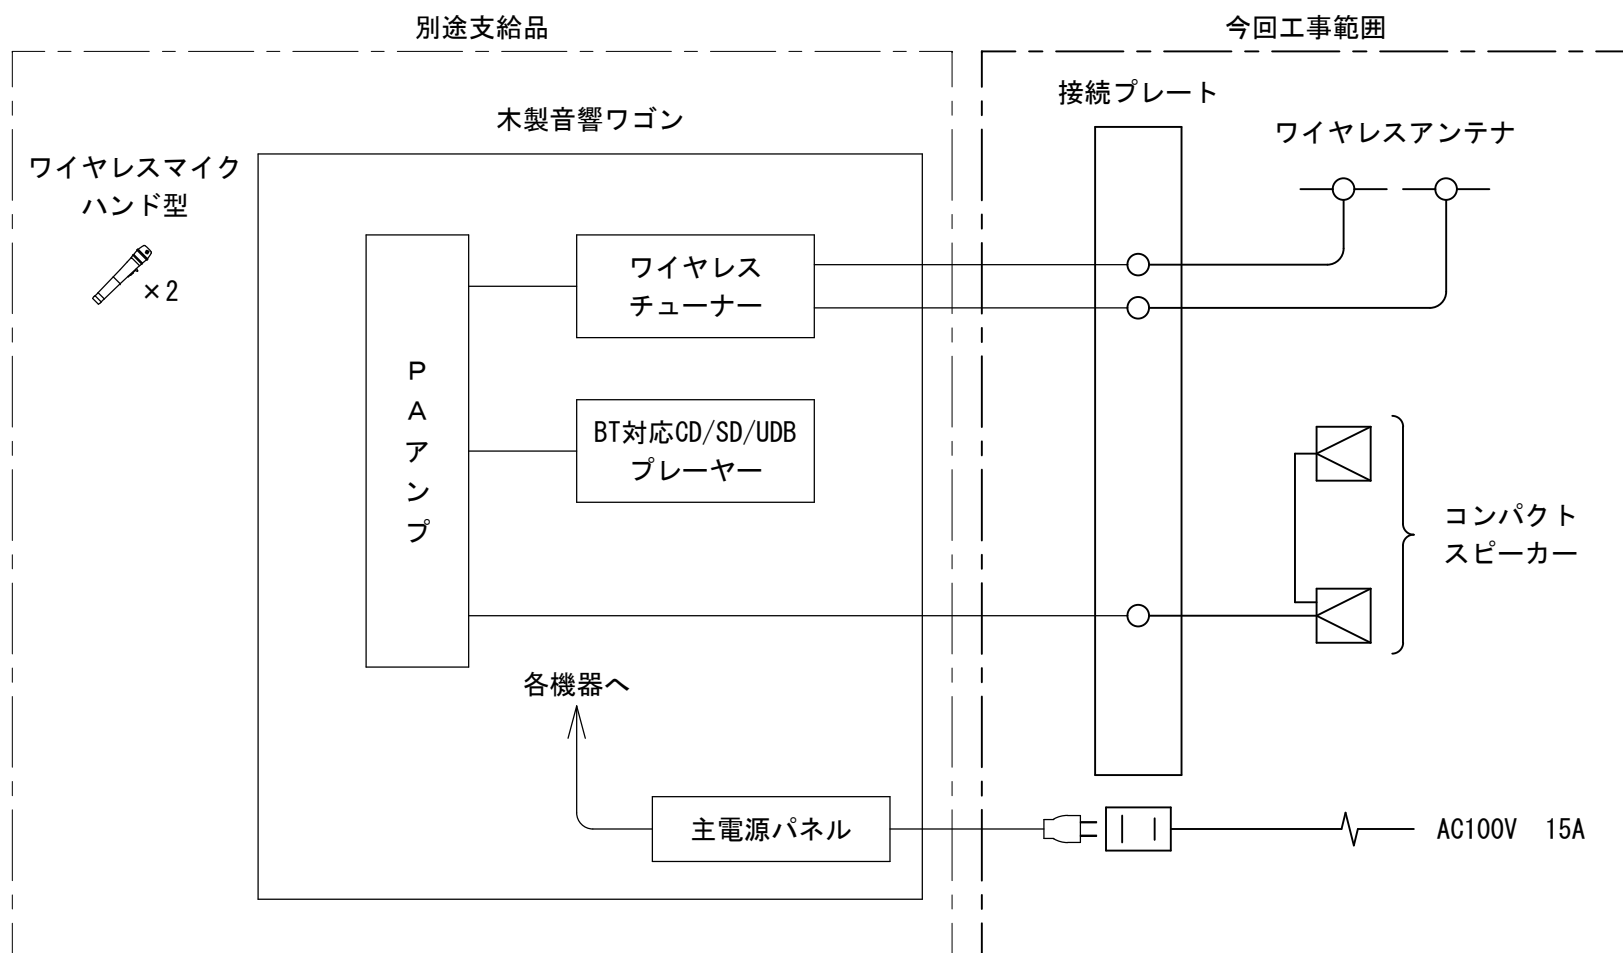 別途支給品
今回工事範囲
接続プレート
木製音響ワゴン
ワイヤレスアンテナ
ワイヤレスマイク
ハンド型
×2
ワイヤレス
チューナー
PAアンプ
BT対応CD/SD/UDB
プレーヤー
コンパクト
スピーカー
各機器へ
主電源パネル
AC100V 15A